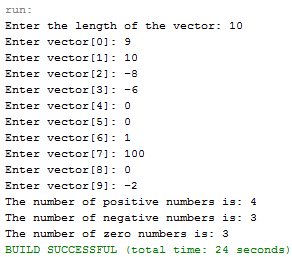 run:
Enter the length of the vector: 10
Enter vector[0]: 9
Enter vector[1]: 10
Enter vector[2]: -8
Enter vector[3]: -6
Enter vector[4]: 0
Enter vector[5]: 0
Enter vector[6]: 1
Enter vector[7]: 100
Enter vector[8]: 0
Enter vector[9]: -2
The number of positive numbers is: 4
The number of negative numbers is: 3
The number of zero numbers is: 3
BUILD SUCCESSFUL (total time: 24 seconds)